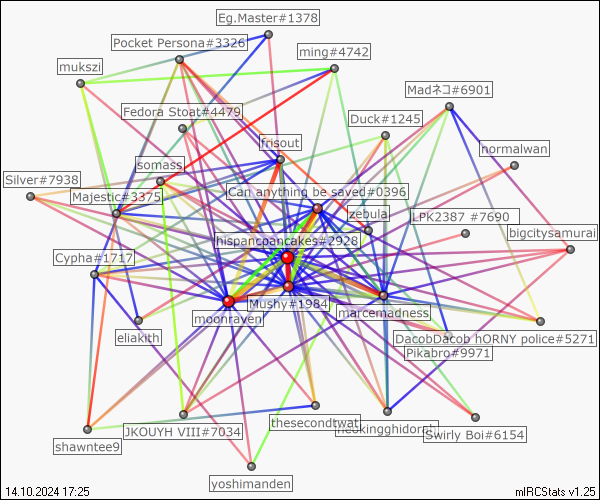 Eg.Master#1378
Pocket Persona#3326
ming#4742
mukszi
Madネコ#6901
Fedora Stoat#4479
Duck#1245
frisout
normalwan
somass
Silver#7938
Majestic#3375
Can anything be saved#0396
zebula
LPK2387 #7690
bigcitysamurai
hispancpancakes#2928
Cypha#1717
Mushy#1984
moonraven
marcemadness
eliakith
DacobDacob hORNY police#5271
Pikabro#9971
thesecondtwat
JKOUYH VIII#7034
Swirly Boi#6154
shawntee9
yoshimanden
14.10.2024 17:25
mIRCStats v1.25